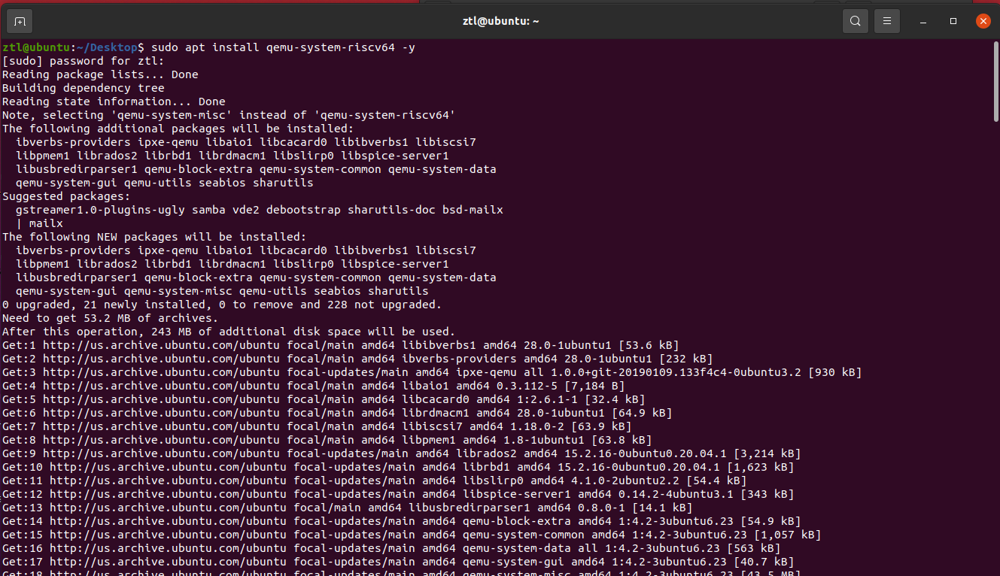 ztl@ubuntu: ~
ztl@ubuntu:~/Desktop$ sudo apt install qemu-system-riscv64 -y
[sudo] password for ztl:
Reading package lists... Done
Building dependency tree
Reading state information... Done
Note, selecting 'qemu-system-misc' instead of 'qemu-system-riscv64'
The following additional packages will be installed:
  ibverbs-providers ipxe-qemu libaio1 libcacard0 libibverbs1 libiscsi7
  libpmem1 librados2 librbd1 librdmacm1 libslirp0 libspice-server1
  libusbredirparser1 qemu-block-extra qemu-system-common qemu-system-data
  qemu-system-gui qemu-utils seabios sharutils
Suggested packages:
  gstreamer1.0-plugins-ugly samba vde2 debootstrap sharutils-doc bsd-mailx
  | mailx
The following NEW packages will be installed:
  ibverbs-providers ipxe-qemu libaio1 libcacard0 libibverbs1 libiscsi7
  libpmem1 librados2 librbd1 librdmacm1 libslirp0 libspice-server1
  libusbredirparser1 qemu-block-extra qemu-system-common qemu-system-data
  qemu-system-gui qemu-system-misc qemu-utils seabios sharutils
0 upgraded, 21 newly installed, 0 to remove and 228 not upgraded.
Need to get 53.2 MB of archives.
After this operation, 243 MB of additional disk space will be used.
Get:1 http://us.archive.ubuntu.com/ubuntu focal/main amd64 libibverbs1 amd64 28.0-1ubuntu1 [53.6 kB]
Get:2 http://us.archive.ubuntu.com/ubuntu focal/main amd64 ibverbs-providers amd64 28.0-1ubuntu1 [232 kB]
Get:3 http://us.archive.ubuntu.com/ubuntu focal-updates/main amd64 ipxe-qemu all 1.0.0+git-20190109.133f4c4-0ubuntu3.2 [930 kB]
Get:4 http://us.archive.ubuntu.com/ubuntu focal/main amd64 libaio1 amd64 0.3.112-5 [7,184 B]
Get:5 http://us.archive.ubuntu.com/ubuntu focal/main amd64 libcacard0 amd64 1:2.6.1-1 [32.4 kB]
Get:6 http://us.archive.ubuntu.com/ubuntu focal/main amd64 librdmacm1 amd64 28.0-1ubuntu1 [64.9 kB]
Get:7 http://us.archive.ubuntu.com/ubuntu focal/main amd64 libiscsi7 amd64 1.18.0-2 [63.9 kB]
Get:8 http://us.archive.ubuntu.com/ubuntu focal/main amd64 libpmem1 amd64 1.8-1ubuntu1 [63.8 kB]
Get:9 http://us.archive.ubuntu.com/ubuntu focal-updates/main amd64 librados2 amd64 15.2.16-0ubuntu0.20.04.1 [3,214 kB]
Get:10 http://us.archive.ubuntu.com/ubuntu focal-updates/main amd64 librbd1 amd64 15.2.16-0ubuntu0.20.04.1 [1,623 kB]
Get:11 http://us.archive.ubuntu.com/ubuntu focal-updates/main amd64 libslirp0 amd64 4.1.0-2ubuntu2.2 [54.4 kB]
Get:12 http://us.archive.ubuntu.com/ubuntu focal-updates/main amd64 libspice-server1 amd64 0.14.2-4ubuntu3.1 [343 kB]
Get:13 http://us.archive.ubuntu.com/ubuntu focal/main amd64 libusbredirparser1 amd64 0.8.0-1 [14.1 kB]
Get:14 http://us.archive.ubuntu.com/ubuntu focal-updates/main amd64 qemu-block-extra amd64 1:4.2-3ubuntu6.23 [54.9 kB]
Get:15 http://us.archive.ubuntu.com/ubuntu focal-updates/main amd64 qemu-system-common amd64 1:4.2-3ubuntu6.23 [1,057 kB]
Get:16 http://us.archive.ubuntu.com/ubuntu focal-updates/main amd64 qemu-system-data all 1:4.2-3ubuntu6.23 [563 kB]
Get:17 http://us.archive.ubuntu.com/ubuntu focal-updates/main amd64 qemu-system-gui amd64 1:4.2-3ubuntu6.23 [40.7 kB]
Get:18 http://us.archive.ubuntu.com/ubuntu focal-updates/main amd64 qemu-system-misc amd64 1:4.2-3ubuntu6.23 [43.5 MB]